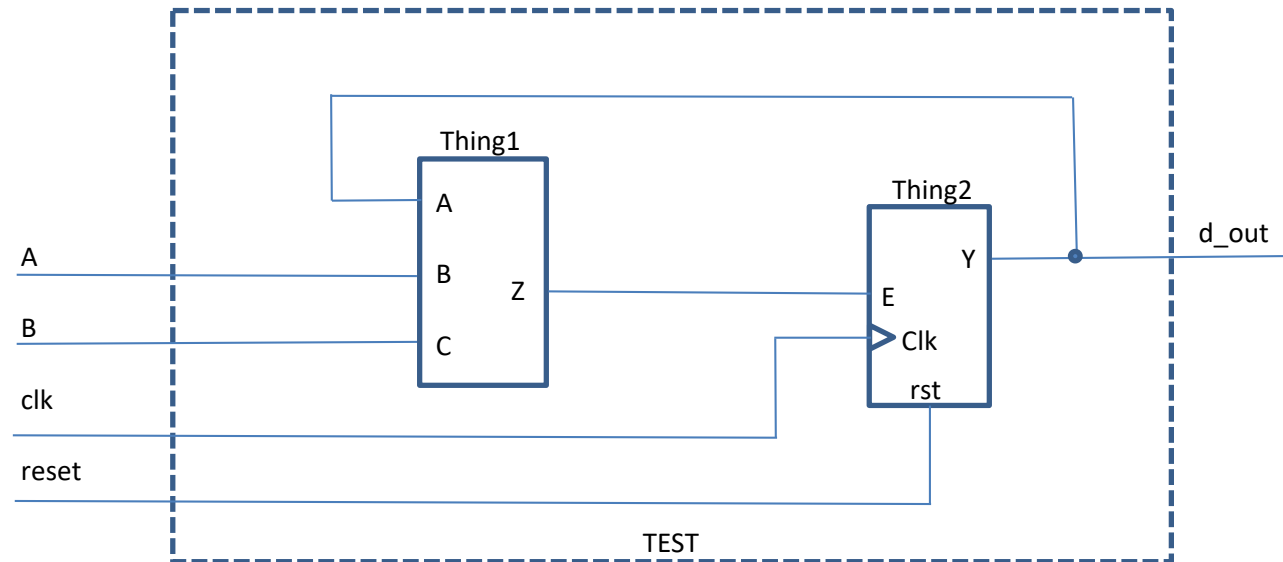 Thing1
A
Thing2
d_out
Y
A
B
Z
E
B
C
Clk
rst
clk
reset
TEST